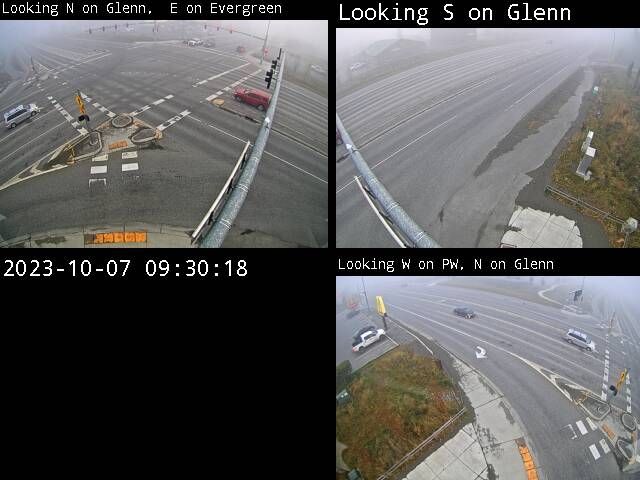 Looking N on Glenn, E on Evergreen
Looking S on Glenn
2023-10-07 09:30:18
Looking W on PW, N on Glenn